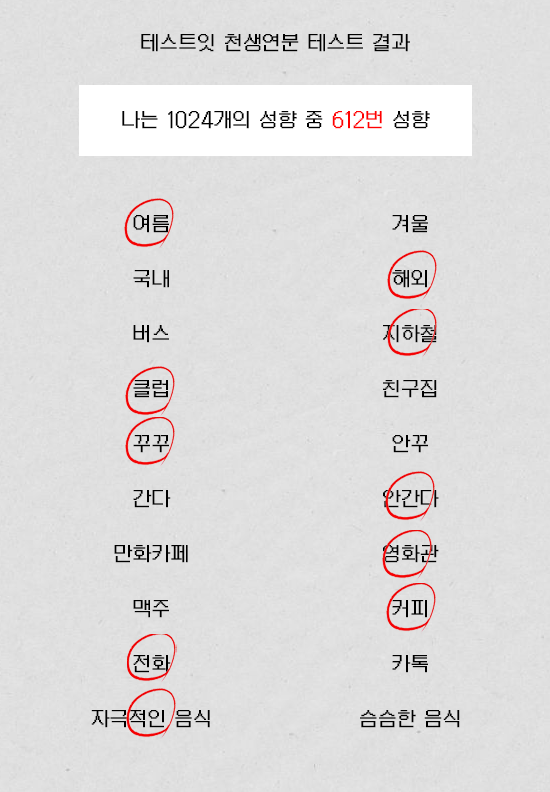 테스트잇 천생연분 테스트 결과
나는 1024개의 성향 중 612번 성향
여름 겨울
국내 해외
버스 지하철
클럽 친구집
꾸꾸 안꾸
간다 안간다
만화카페 영화관
맥주 커피
전화 카톡
자극적인 음식 슴슴한 음식